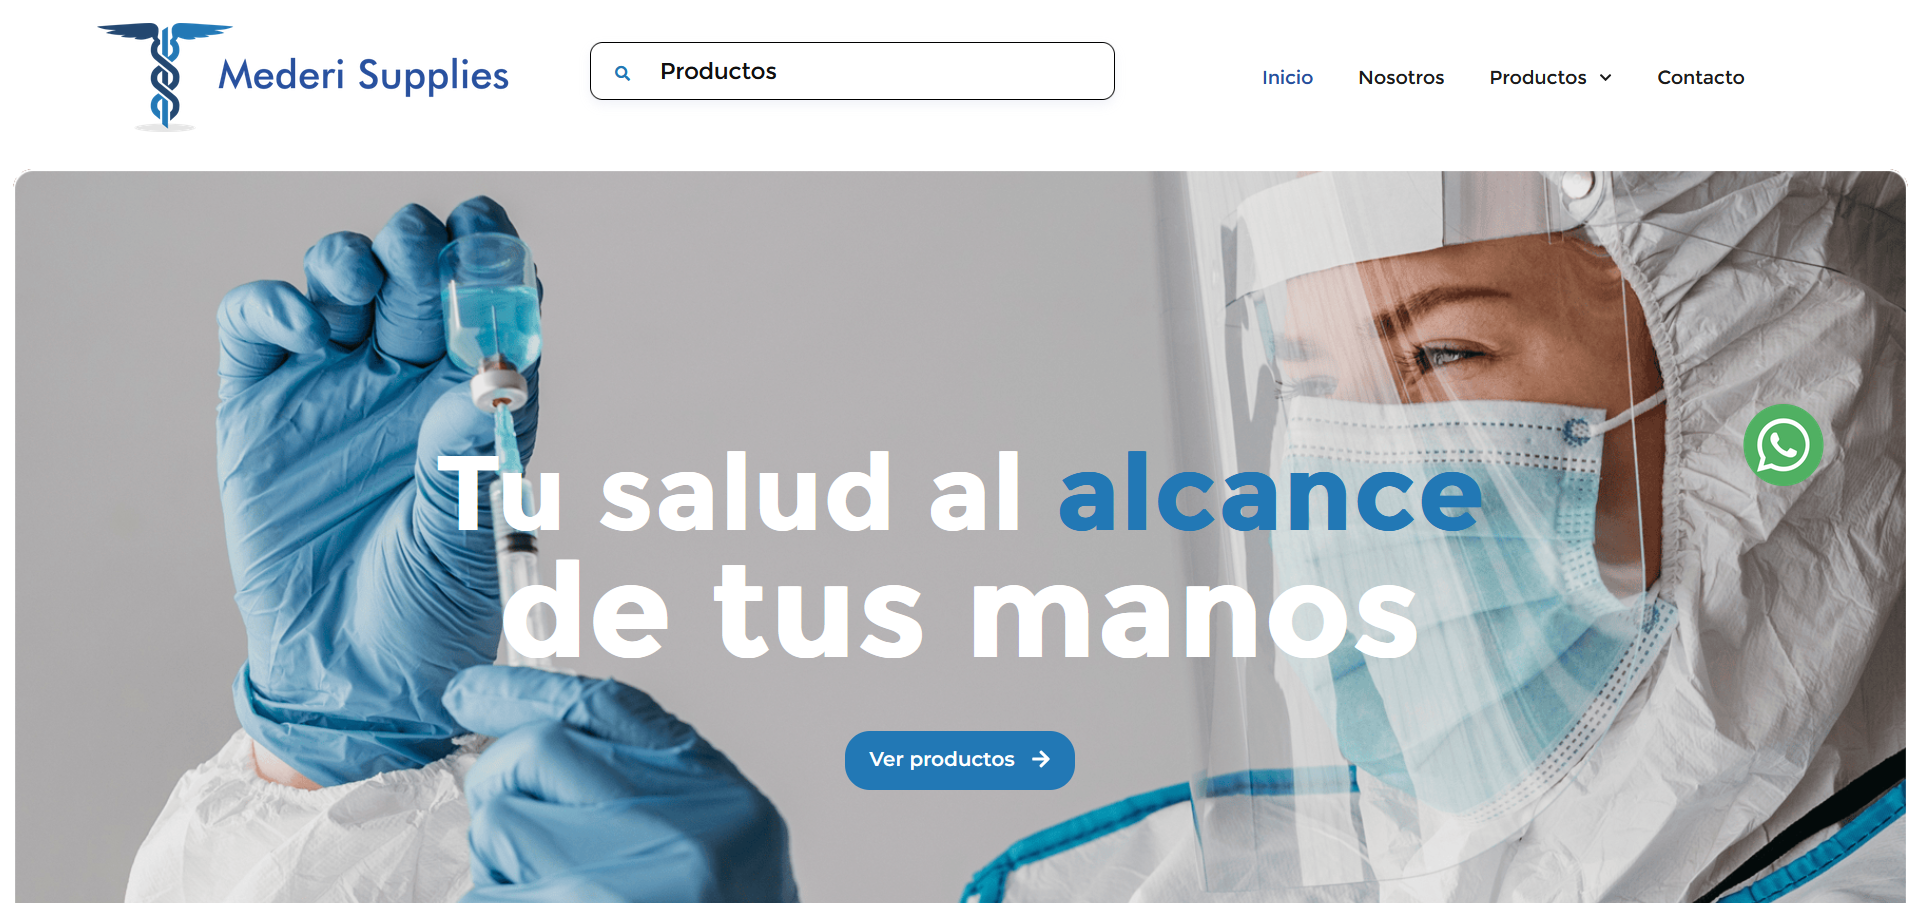 Mederi Supplies
Productos
Inicio
Nosotros
Productos
Contacto
Tu salud al alcance
de tus manos
Ver productos